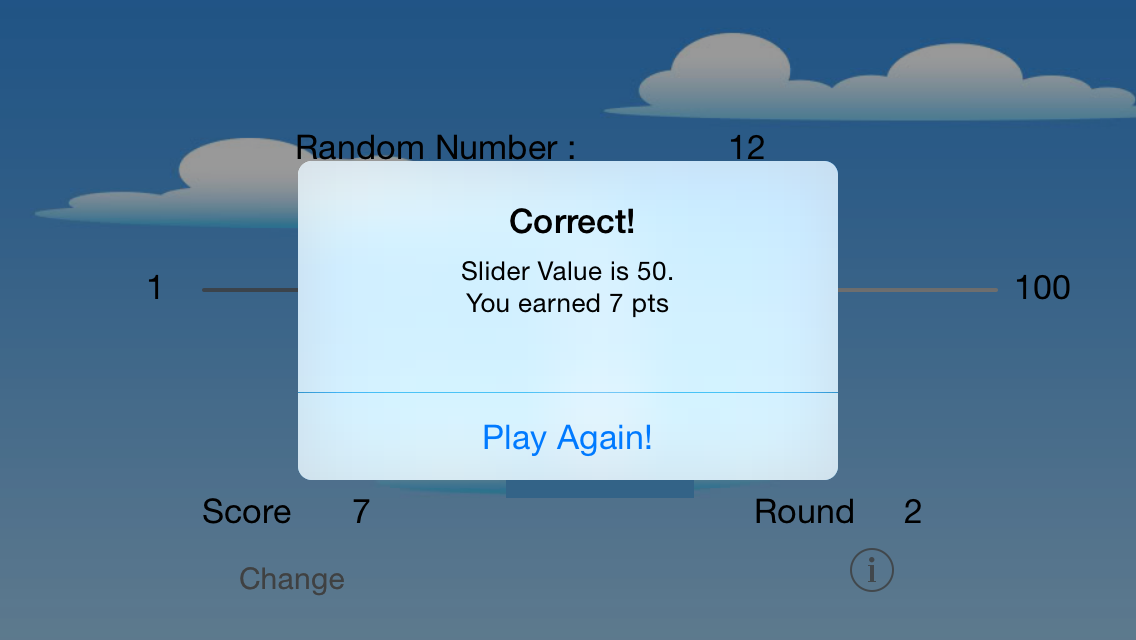 Random Number : 12
Correct!
Slider Value is 50.
You earned 7 pts
1
100
Play Again!
Score 7
Round 2
Change
i